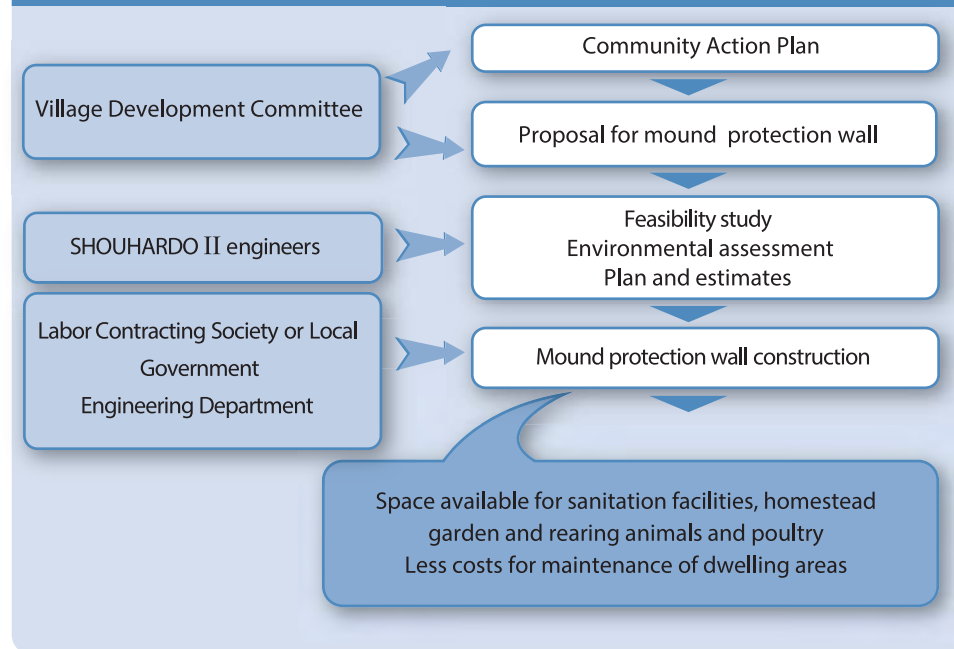 Community Action Plan
Village Development Committee
Proposal for mound protection wall
Feasibility study
Environmental assessment
Plan and estimates
SHOUHARDO II engineers
Labor Contracting Society or Local
Government
Engineering Department
Mound protection wall construction
Space available for sanitation facilities, homestead
garden and rearing animals and poultry
Less costs for maintenance of dwelling areas